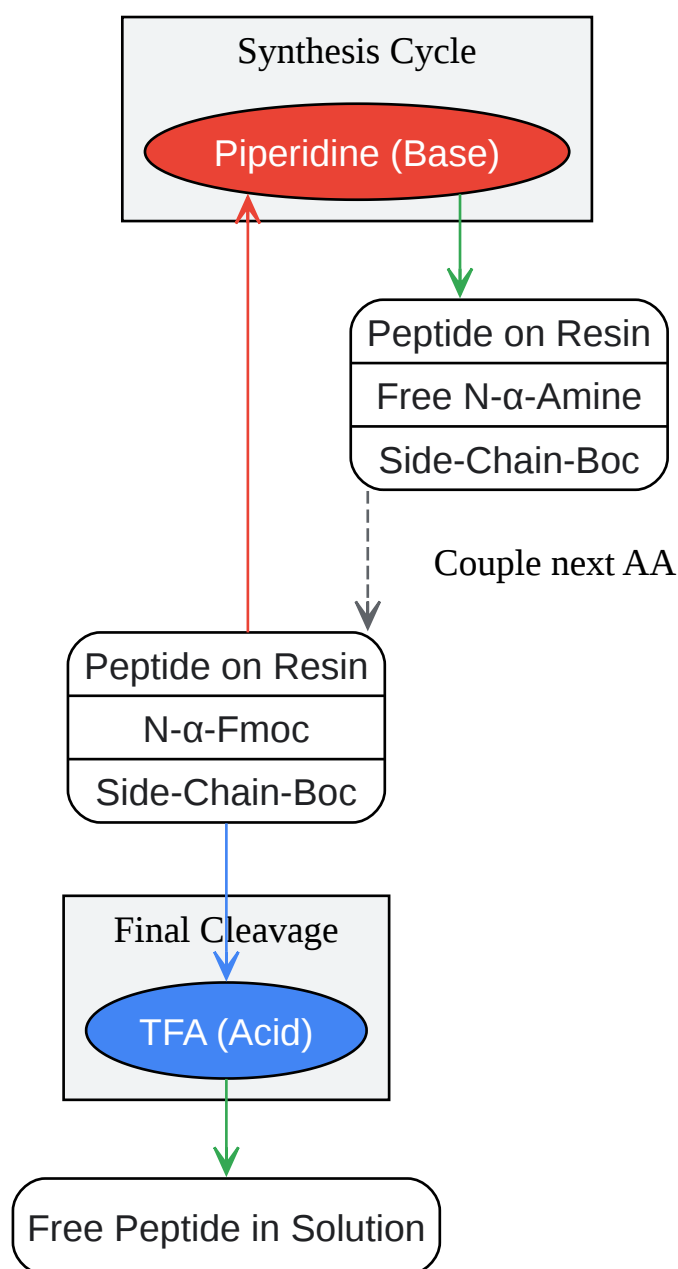 Synthesis Cycle
Piperidine (Base)
Peptide on Resin
Free N-α-Amine
Side-Chain-Boc
Couple next AA
Peptide on Resin
N-α-Fmoc
Side-Chain-Boc
Final Cleavage
TFA (Acid)
Free Peptide in Solution